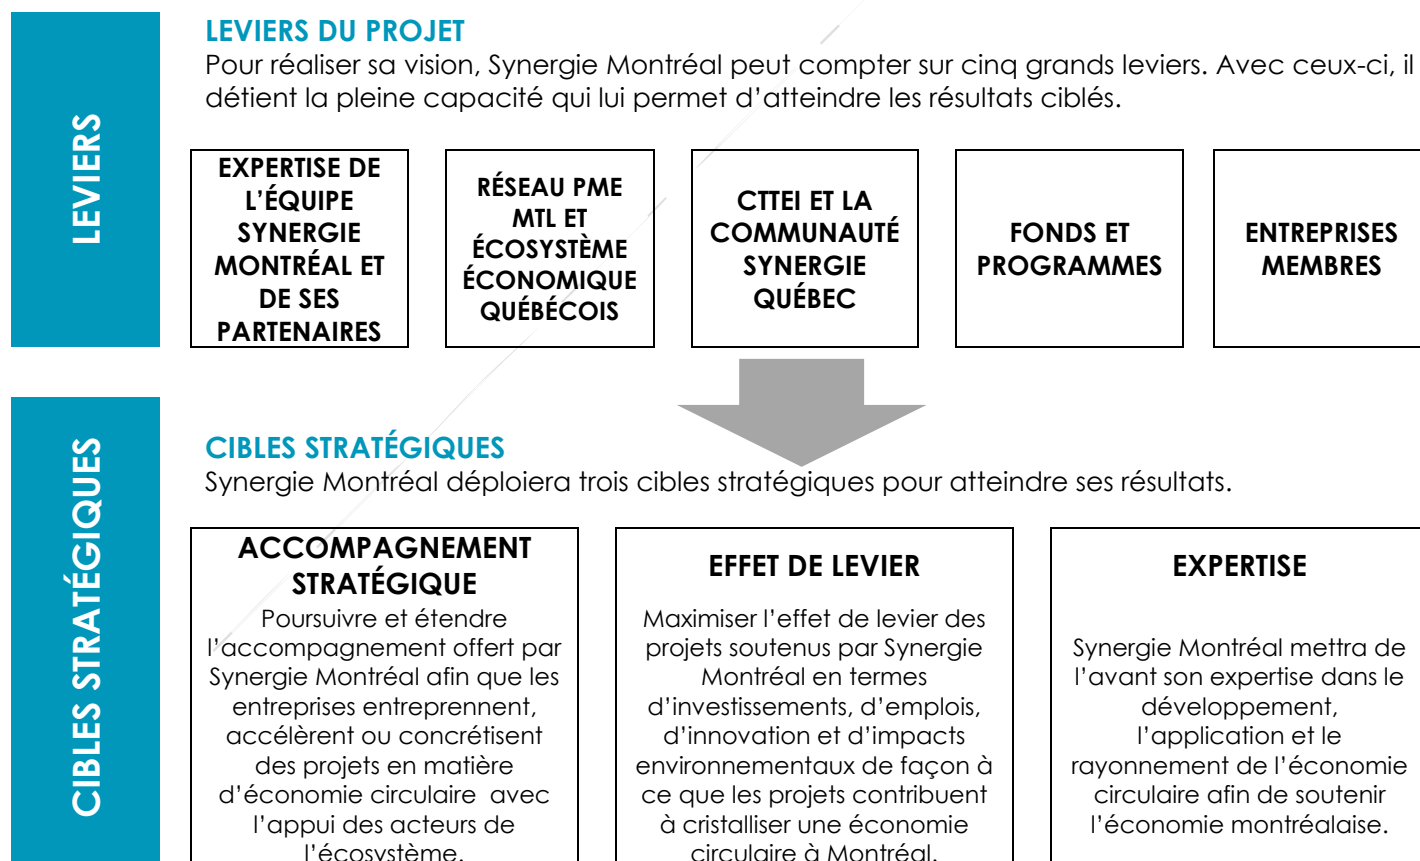 LEVIERS
LEVIERS DU PROJET
Pour réaliser sa vision, Synergie Montréal peut compter sur cinq grands leviers. Avec ceux-ci, il
détient la pleine capacité qui lui permet d’atteindre les résultats ciblés.
EXPERTISE DE
L’ÉQUIPE
SYNERGIE
MONTRÉAL ET
DE SES
PARTENAIRES
RÉSEAU PME
MTL ET
ÉCOSYSTÈME
ÉCONOMIQUE
QUÉBÉCOIS
CTTEI ET LA
COMMUNAUTÉ
SYNERGIE
QUÉBEC
FONDS ET
PROGRAMMES
ENTREPRISES
MEMBRES
CIBLES STRATÉGIQUES
CIBLES STRATÉGIQUES
Synergie Montréal déploiera trois cibles stratégiques pour atteindre ses résultats.
ACCOMPAGNEMENT
STRATÉGIQUE
Poursuivre et étendre
l’accompagnement offert par
Synergie Montréal afin que les
entreprises entreprennent,
accélèrent ou concrétisent
des projets en matière
d’économie circulaire avec
l’appui des acteurs de
l’écosystème.
EFFET DE LEVIER
Maximiser l’effet de levier des
projets soutenus par Synergie
Montréal en termes
d’investissements, d’emplois,
d’innovation et d’impacts
environnementaux de façon à
ce que les projets contribuent
à cristalliser une économie
circulaire à Montréal.
EXPERTISE
Synergie Montréal mettra de
l’avant son expertise dans le
développement,
l’application et le
rayonnement de l’économie
circulaire afin de soutenir
l’économie montréalaise.